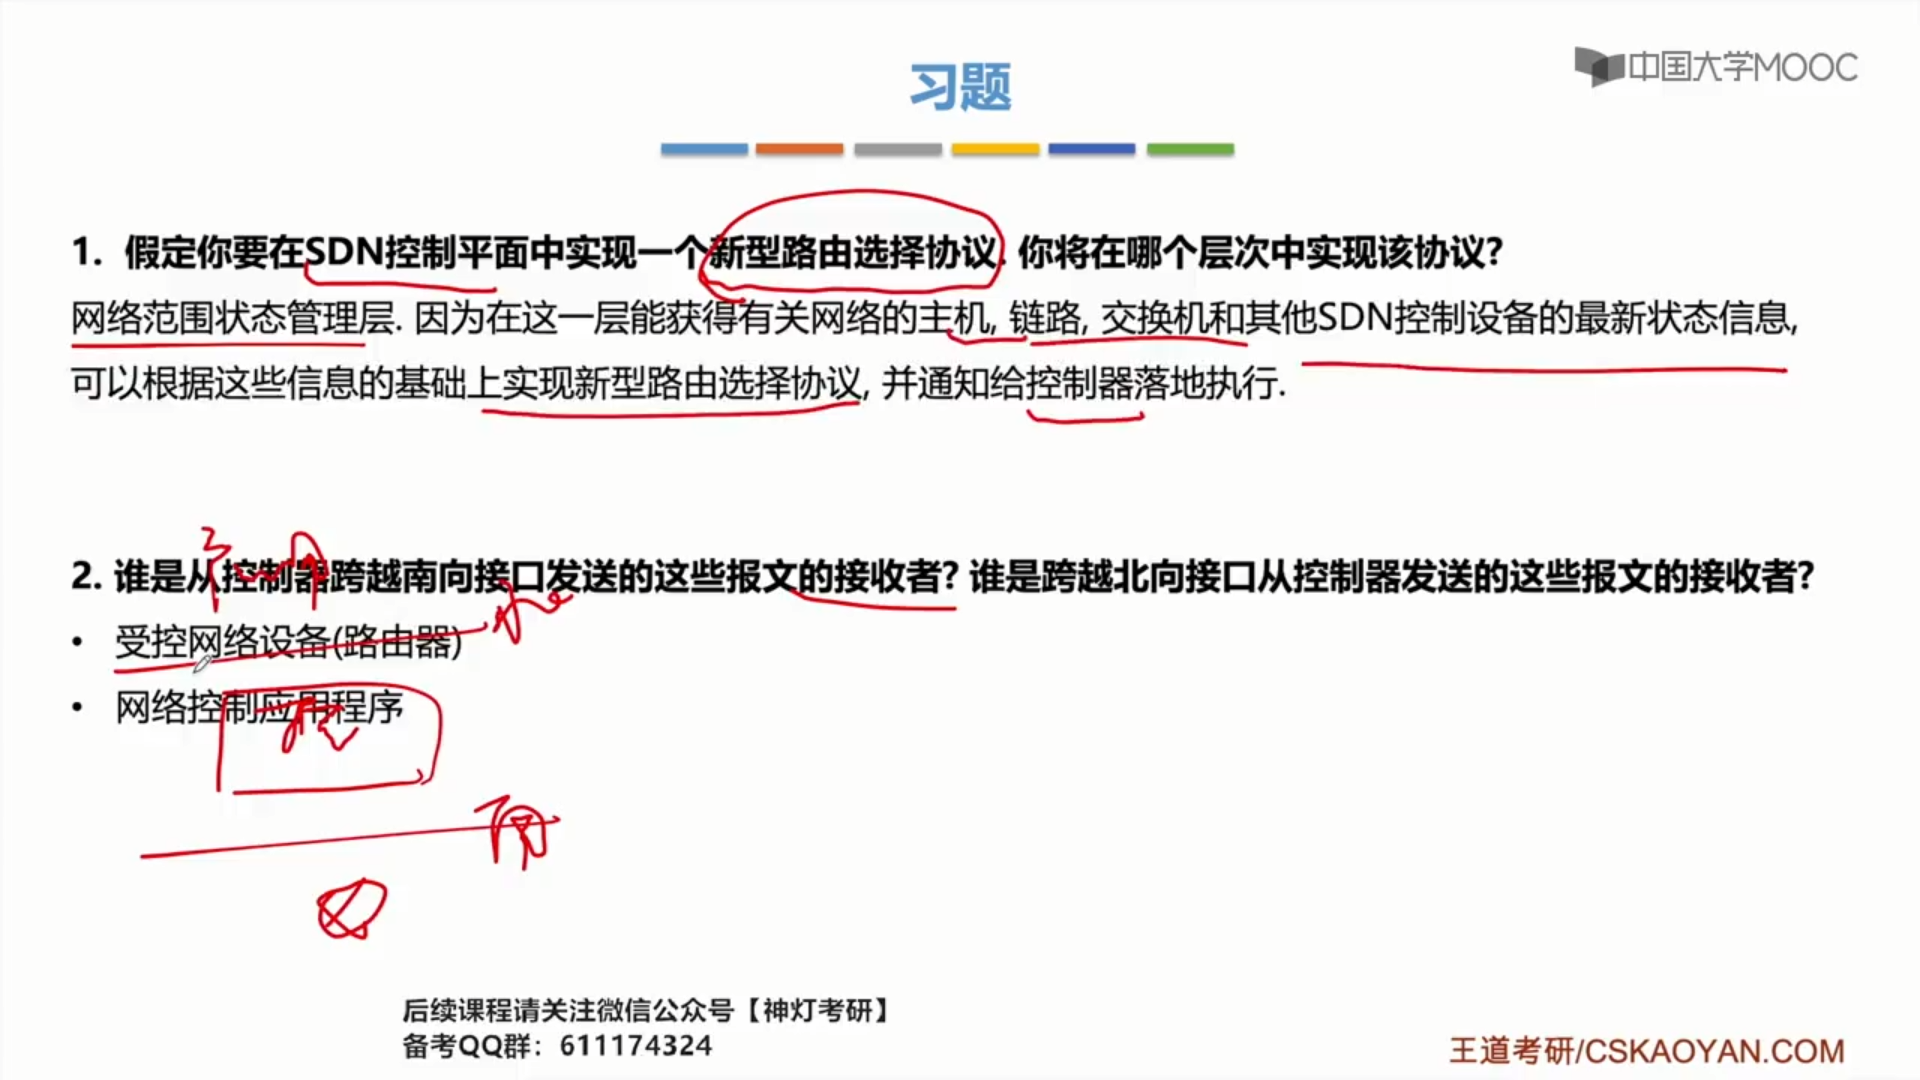 习题
中国大学MOOC
1. 假定你要在SDN控制平面中实现一个新型路由选择协议. 你将在哪个层次中实现该协议?
网络范围状态管理层. 因为在这一层能获得有关网络的主机, 链路, 交换机和其他SDN控制设备的最新状态信息,
可以根据这些信息的基础上实现新型路由选择协议, 并通知给控制器落地执行.
2. 谁是从控制器跨越南向接口发送的这些报文的接收者? 谁是跨越北向接口从控制器发送的这些报文的接收者?
• 受控网络设备(路由器)
• 网络控制应用程序
后续课程请关注微信公众号【神灯考研】
备考QQ群：611174324
王道考研/CSKAOYAN.COM